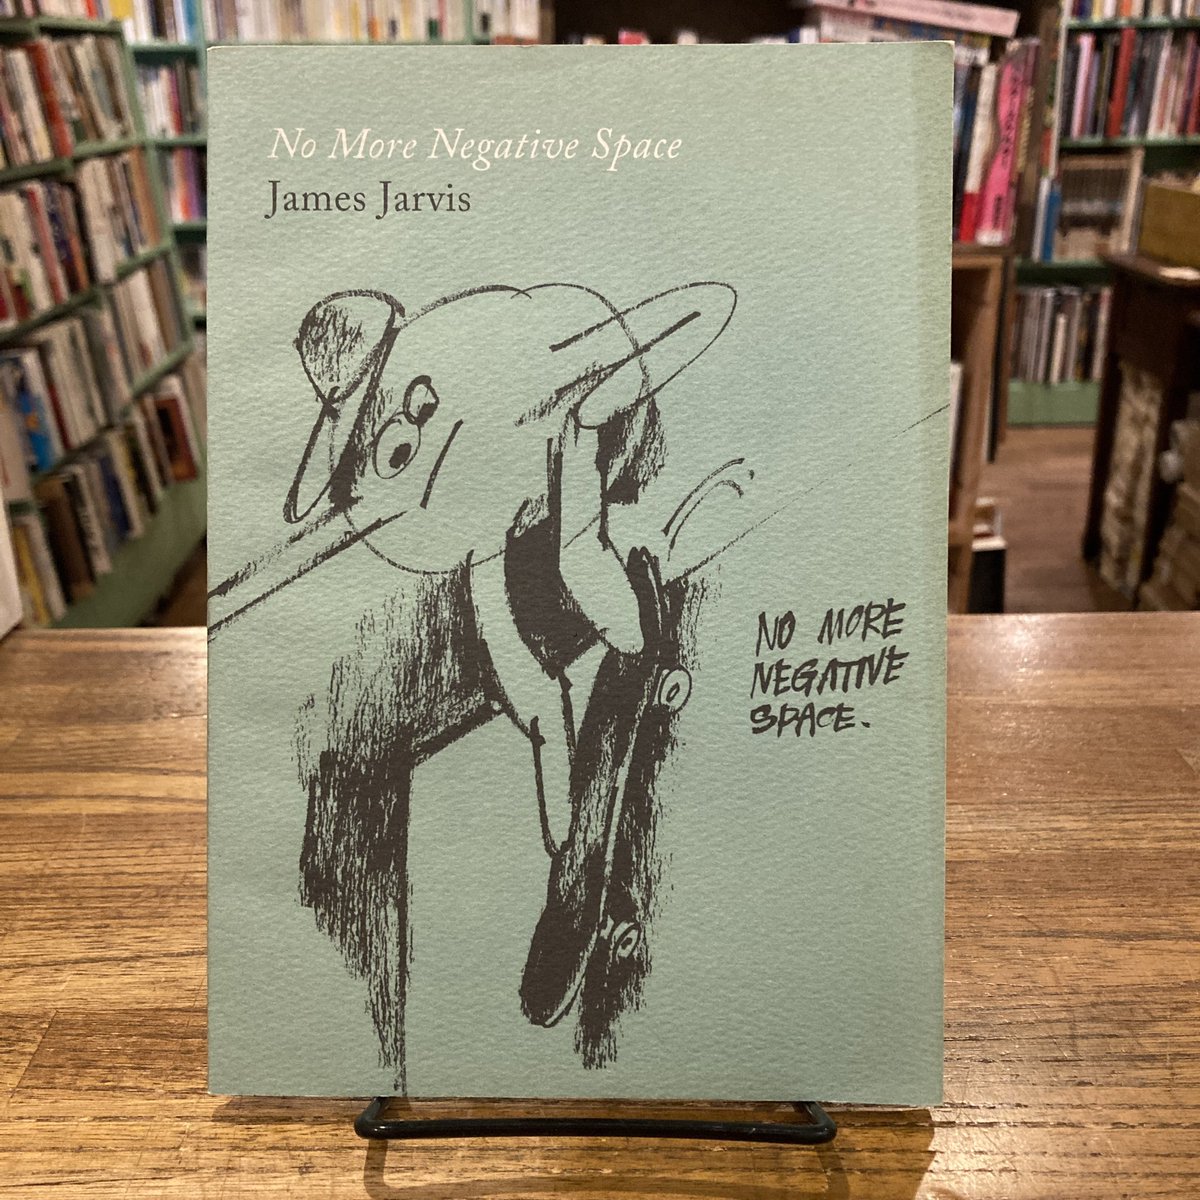 No More Negative Space
James Jarvis
NO MORE
NEGATIVE
SPACE.